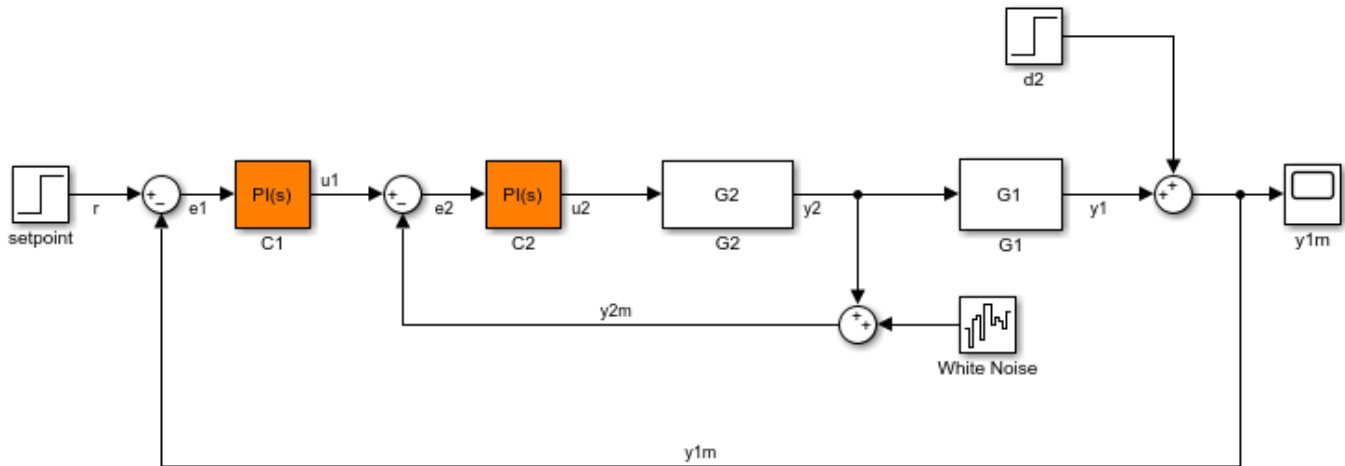 d2
PI(s)
u1
PI(s)
G2
G1
r
e1
e2
u2
y2
y1
setpoint
C1
C2
G2
G1
y1m
y2m
White Noise
y1m